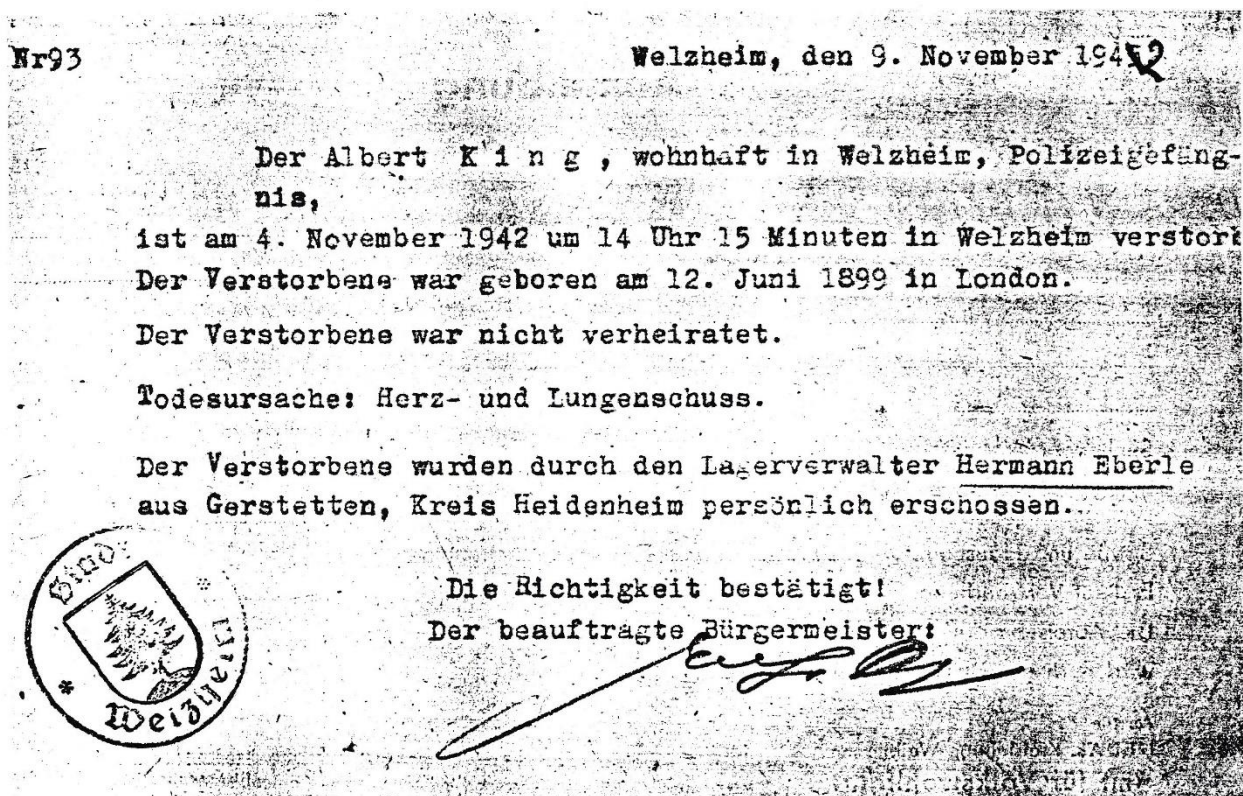 Nr93
Welzheim, den 9. November 1942
Der Albert K i n g , wohnhaft in Welzheim, Polizeigefäng-
nis,
ist am 4. November 1942 um 14 Uhr 15 Minuten in Welzheim verstorb
Der Verstorbene war geboren am 12. Juni 1899 in London.
Der Verstorbene war nicht verheiratet.
Todesursache: Herz- und Lungenschuss.
Der Verstorbene wurden durch den Lagerverwalter Hermann Eberle
aus Gerstetten, Kreis Heidenheim persönlich erschossen.
Die Richtigkeit bestätigt!
Der beauftragte Bürgermeister:
Welzheim